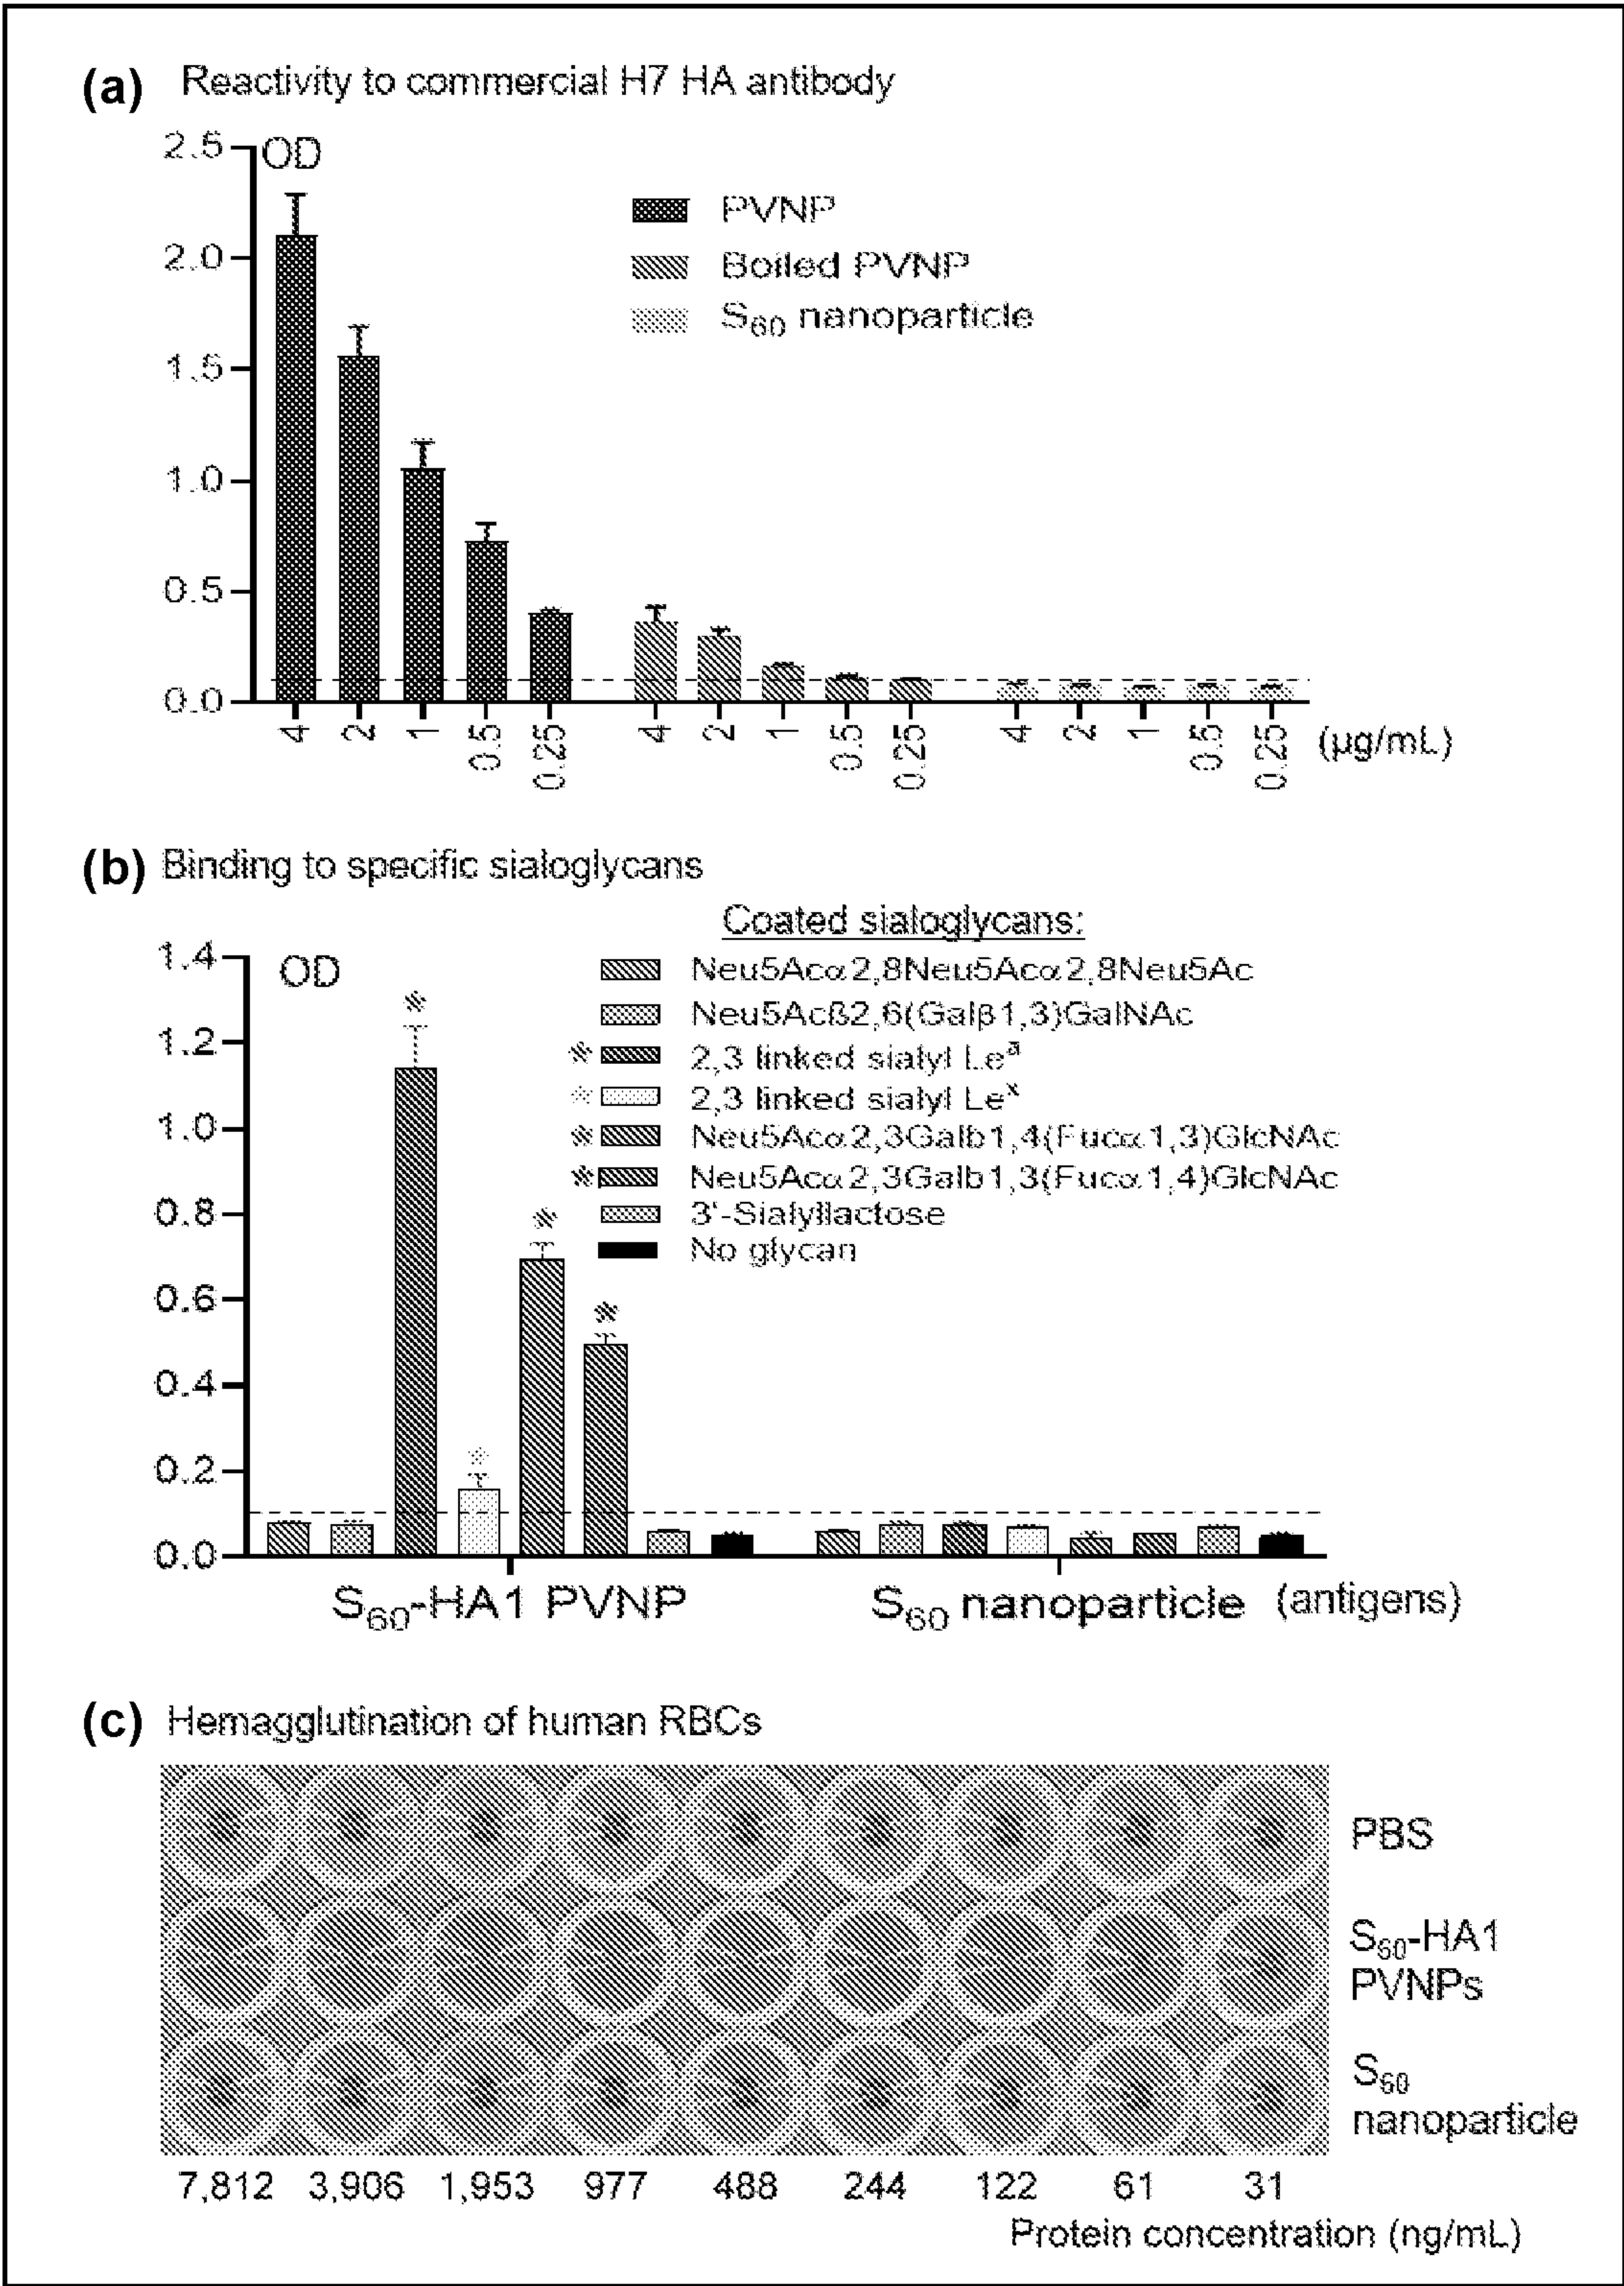 (a) Reactivity to commercial H7 HA antibody
2.5
OD
2.0
1.5
1.0
0.5
0.0
PVNP
Boiled PVNP
S60 nanoparticle
4 2 1 0.5 0.25 4 2 1 0.5 0.25 4 2 1 0.5 0.25 (µg/mL)
(b) Binding to specific sialoglycans
Coated sialoglycans:
1.4
OD
1.2
1.0
0.8
0.6
0.4
0.2
0.0
Neu5Acα2,8Neu5Acα2,8Neu5Ac
Neu5Acß2,6(Galβ1,3)GalNAc
※ 2,3 linked sialyl Leª
※ 2,3 linked sialyl Leˣ
※ Neu5Acα2,3Galb1,4(Fucα1,3)GlcNAc
※ Neu5Acα2,3Galb1,3(Fucα1,4)GlcNAc
3'-Sialyllactose
No glycan
※ ※ ※ ※
S60-HA1 PVNP S60 nanoparticle (antigens)
(c) Hemagglutination of human RBCs
PBS
S60-HA1
PVNPs
S60
nanoparticle
7,812 3,906 1,953 977 488 244 122 61 31
Protein concentration (ng/mL)